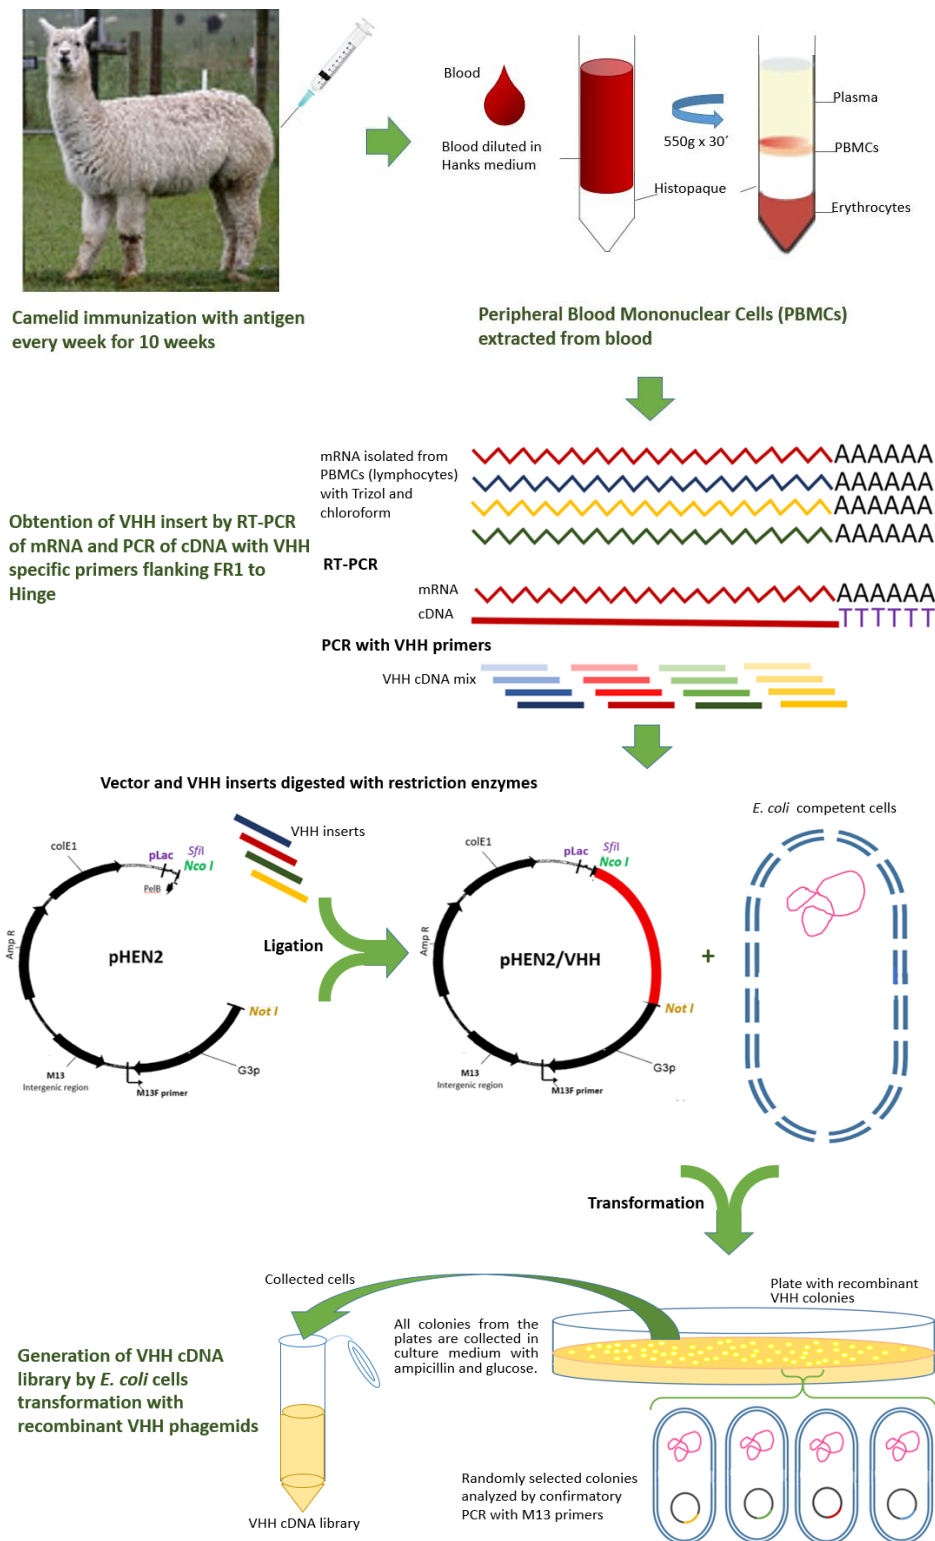 Blood
Blood diluted in
Hanks medium
550g x 30´
Plasma
PBMCs
Histopaque
Erythrocytes
Camelid immunization with antigen
every week for 10 weeks
Peripheral Blood Mononuclear Cells (PBMCs)
extracted from blood
mRNA isolated from
PBMCs (lymphocytes)
with Trizol and
chloroform
AAAAAA
AAAAAA
AAAAAA
AAAAAA
Obtention of VHH insert by RT-PCR
of mRNA and PCR of cDNA with VHH
specific primers flanking FR1 to
Hinge
RT-PCR
mRNA
AAAAAA
cDNA
TTTTTT
PCR with VHH primers
VHH cDNA mix
Vector and VHH inserts digested with restriction enzymes
VHH inserts
colE1
pLac
SfiI
Nco I
PelB
Amp R
pHEN2
Not I
G3p
M13
Intergenic region
M13F primer
Ligation
colE1
pLac
SfiI
Nco I
Amp R
pHEN2/VHH
Not I
G3p
M13
Intergenic region
M13F primer
+
E. coli competent cells
Transformation
Collected cells
Plate with recombinant
VHH colonies
All colonies from the
plates are collected in
culture medium with
ampicillin and glucose.
Generation of VHH cDNA
library by E. coli cells
transformation with
recombinant VHH phagemids
VHH cDNA library
Randomly selected colonies
analyzed by confirmatory
PCR with M13 primers